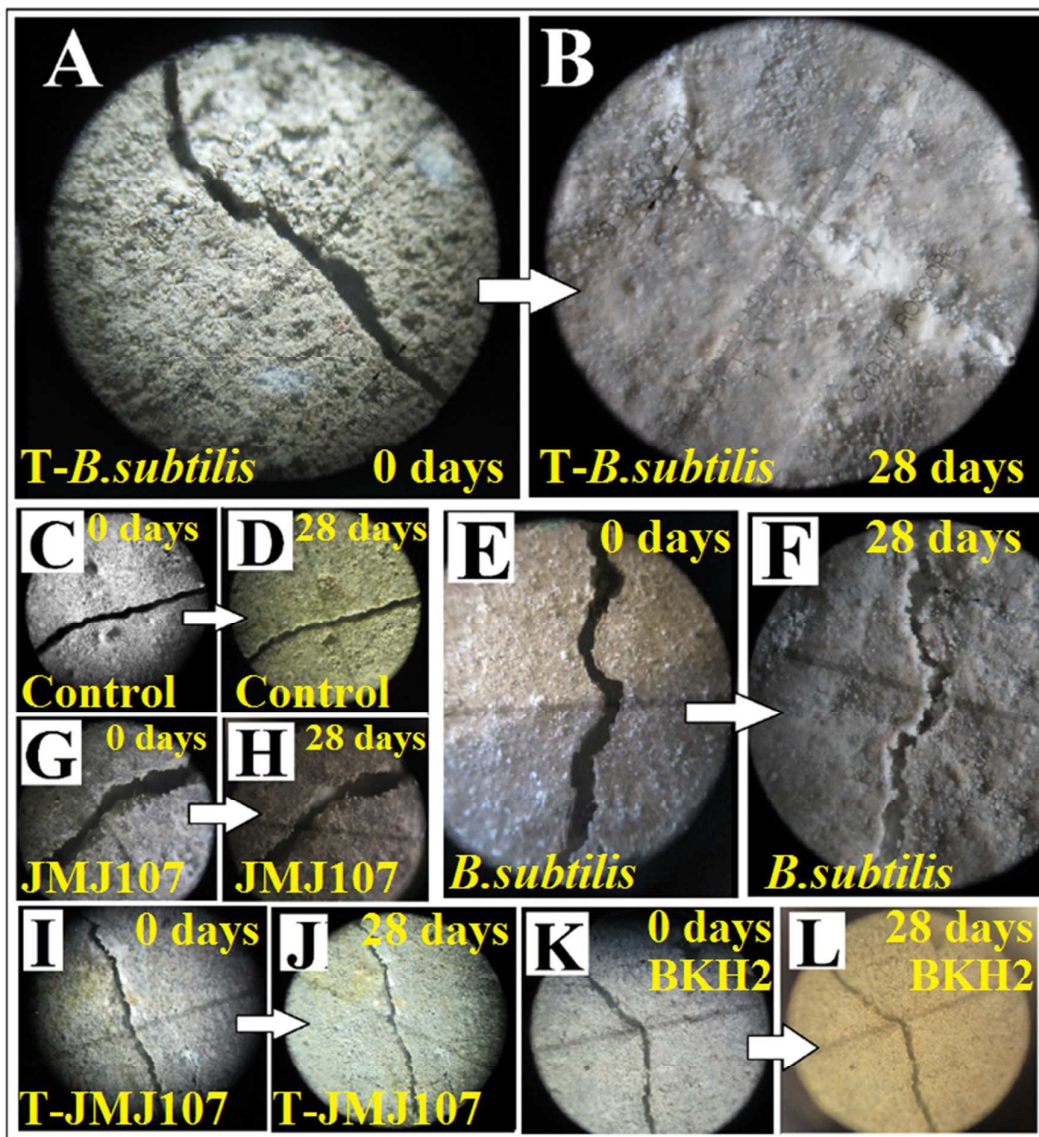 A
B
T-B.subtilis 0 days
T-B.subtilis 28 days
C 0 days
D 28 days
Control
Control
E 0 days
F 28 days
B.subtilis
B.subtilis
G 0 days
H 28 days
JMJ107
JMJ107
I 0 days
J 28 days
T-JMJ107
T-JMJ107
K 0 days
BKH2
L 28 days
BKH2